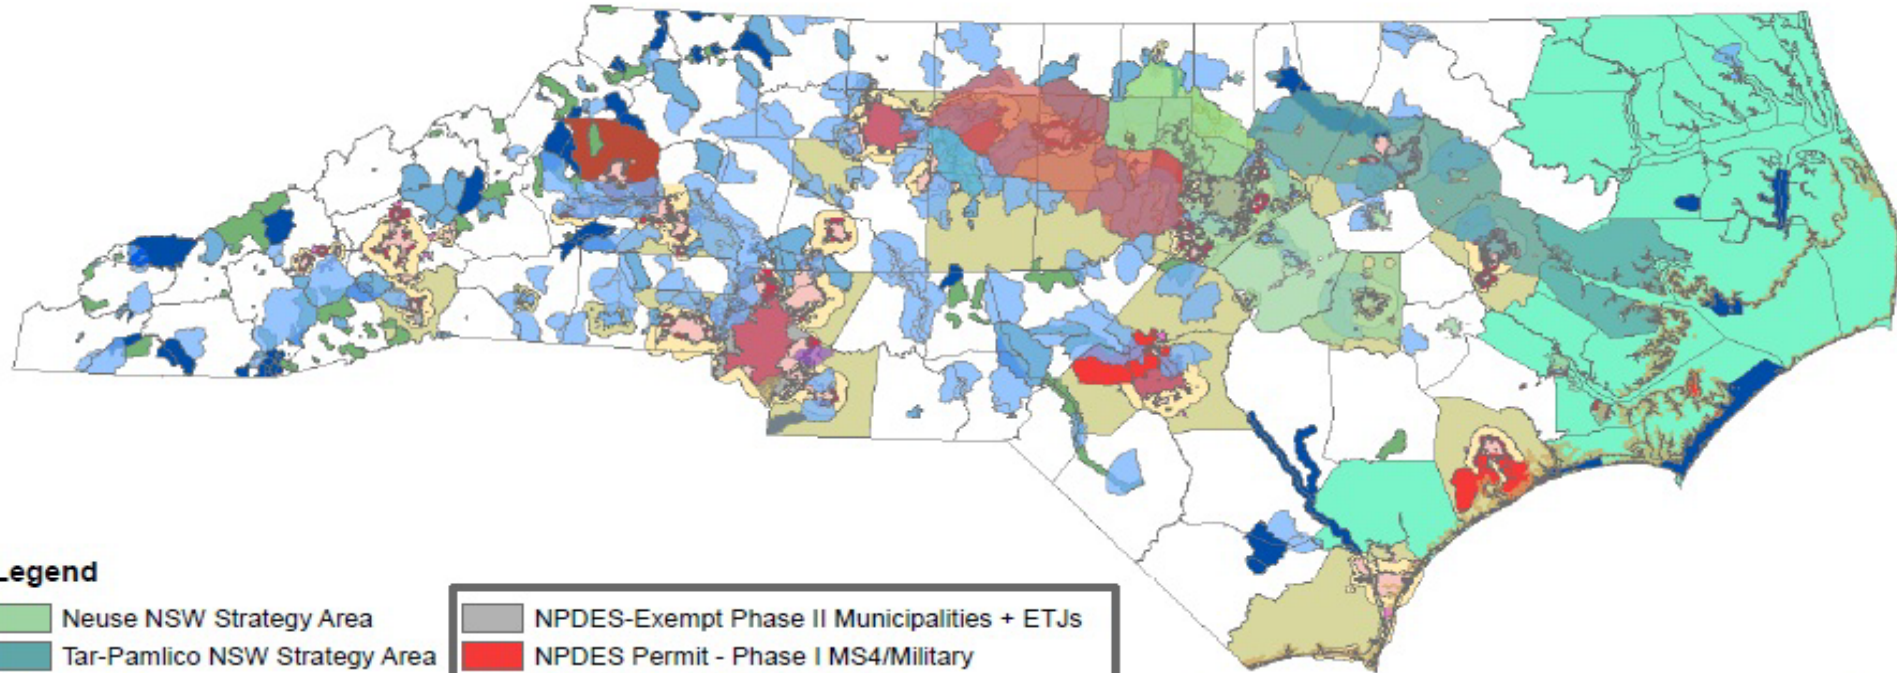 Legend
Neuse NSW Strategy Area
Tar-Pamlico NSW Strategy Area
NPDES-Exempt Phase II Municipalities + ETJs
NPDES Permit - Phase I MS4/Military